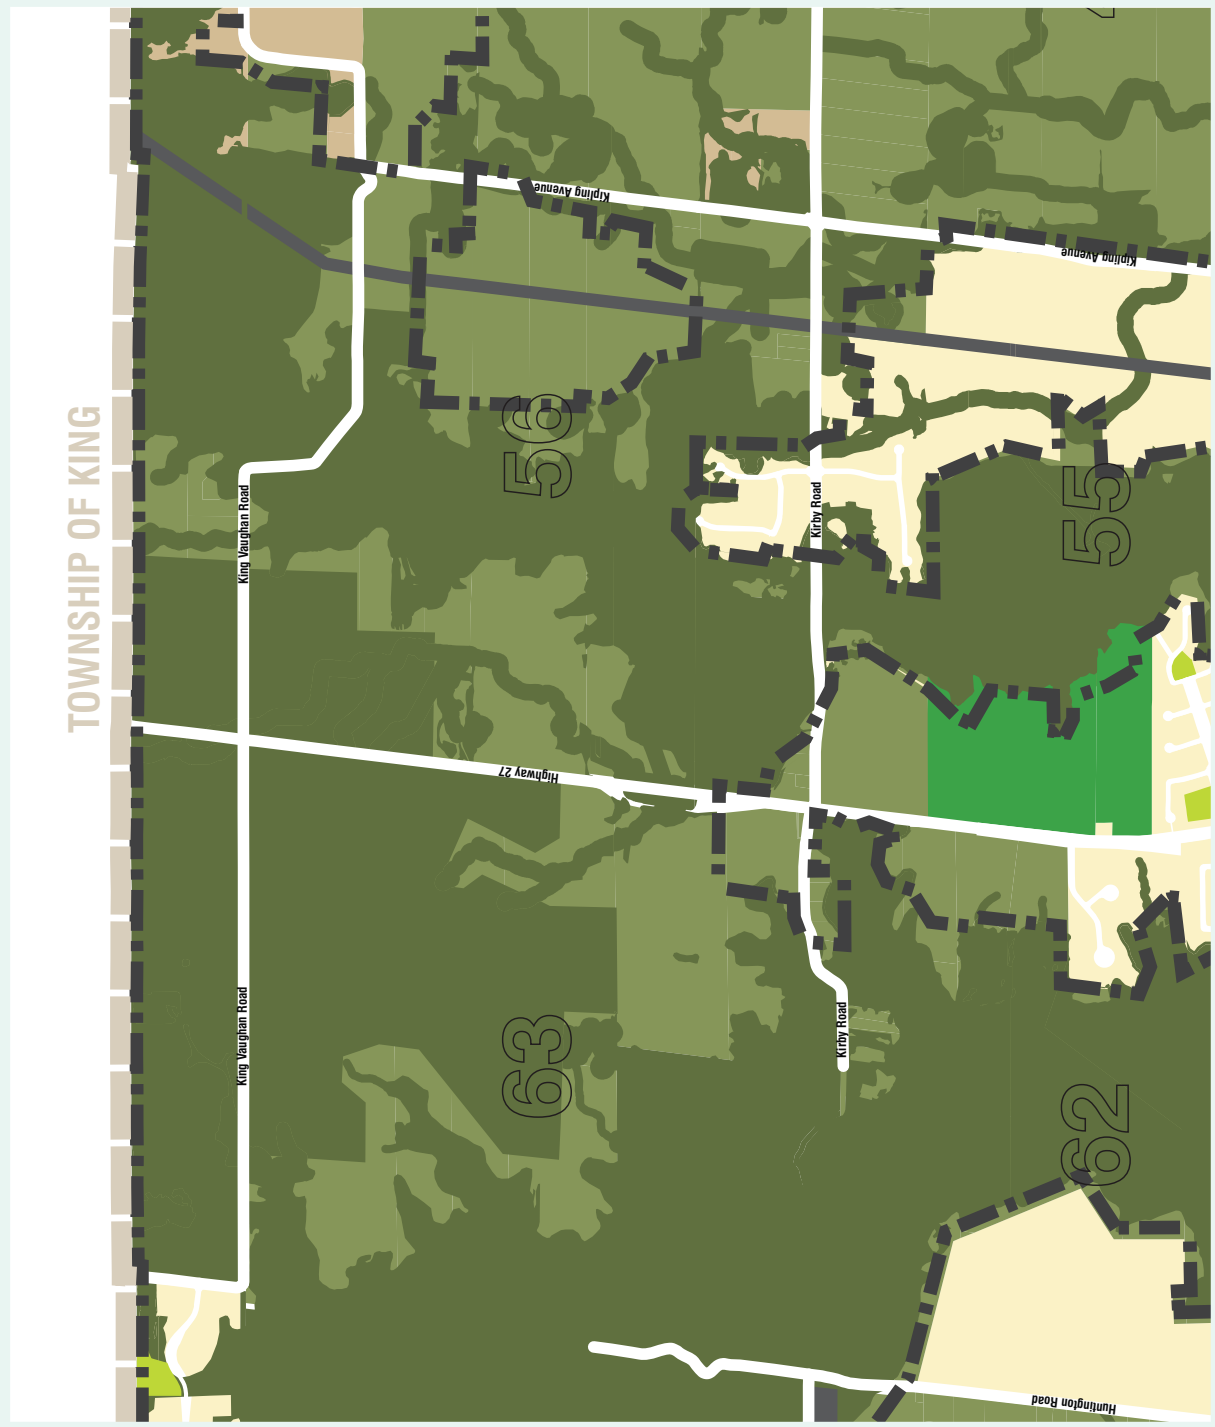 TOWNSHIP OF KING
Kipling Avenue
Kipling Avenue
56
King Vaughan Road
Kirby Road
55
Highway 27
King Vaughan Road
63
Kirby Road
62
Huntington Road